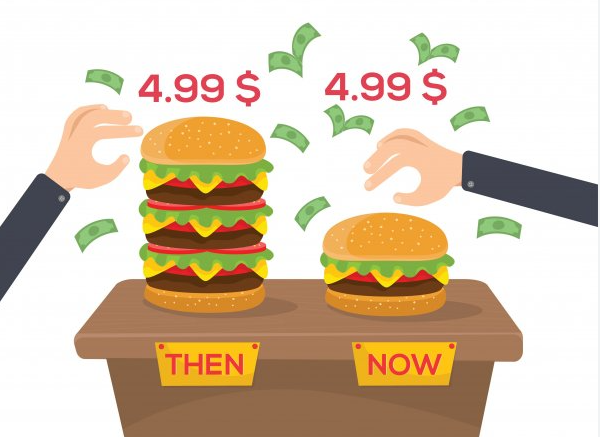 4.99 $
4.99 $
THEN
NOW